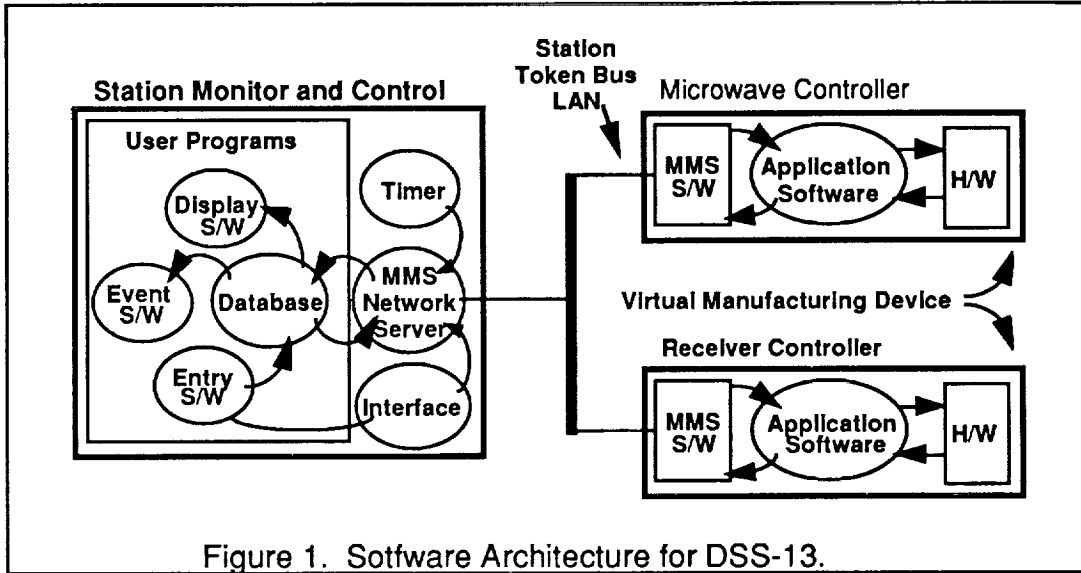 Station Monitor and Control
User Programs
Display
S/W
Event
S/W
Database
Entry
S/W
Timer
MMS
Network
Server
Interface
Station
Token Bus
LAN
Microwave Controller
MMS
S/W
Application
Software
H/W
Virtual Manufacturing Device
Receiver Controller
MMS
S/W
Application
Software
H/W
Figure 1. Sotfware Architecture for DSS-13.